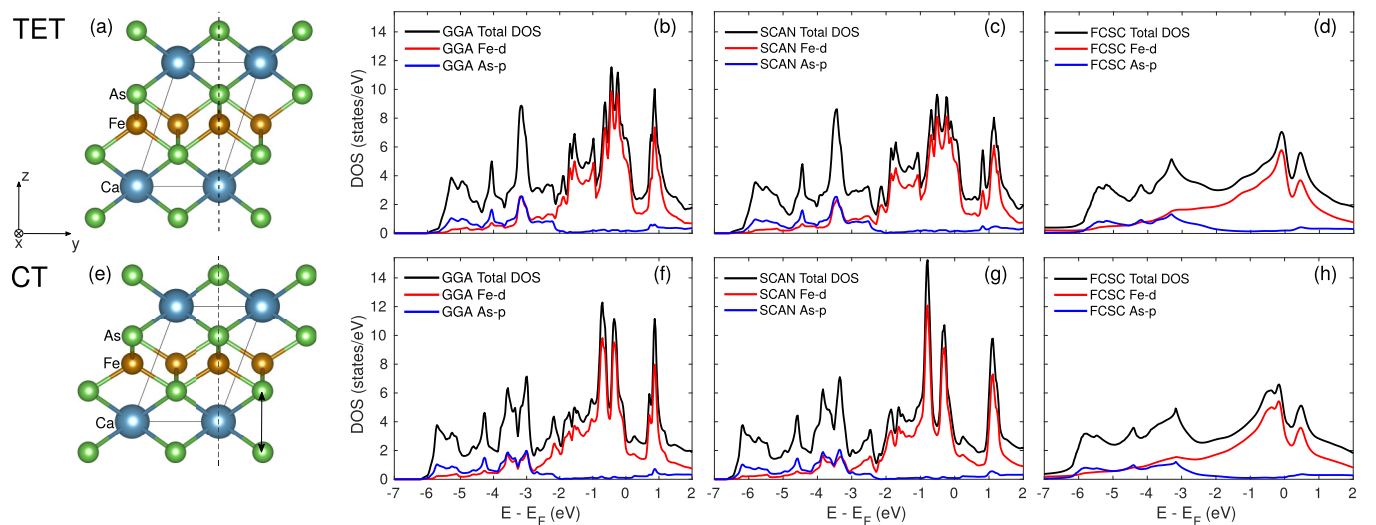 TET
(a)
As
Fe
Ca
z
x
y
DOS (states/eV)
14
12
10
8
6
4
2
0
GGA Total DOS
GGA Fe-d
GGA As-p
(b)
SCAN Total DOS
SCAN Fe-d
SCAN As-p
(c)
FCSC Total DOS
FCSC Fe-d
FCSC As-p
(d)
CT
(e)
As
Fe
Ca
DOS (states/eV)
14
12
10
8
6
4
2
0
GGA Total DOS
GGA Fe-d
GGA As-p
(f)
SCAN Total DOS
SCAN Fe-d
SCAN As-p
(g)
FCSC Total DOS
FCSC Fe-d
FCSC As-p
(h)
-7 -6 -5 -4 -3 -2 -1 0 1 2
-7 -6 -5 -4 -3 -2 -1 0 1 2
-7 -6 -5 -4 -3 -2 -1 0 1 2
E - E_F (eV)
E - E_F (eV)
E - E_F (eV)